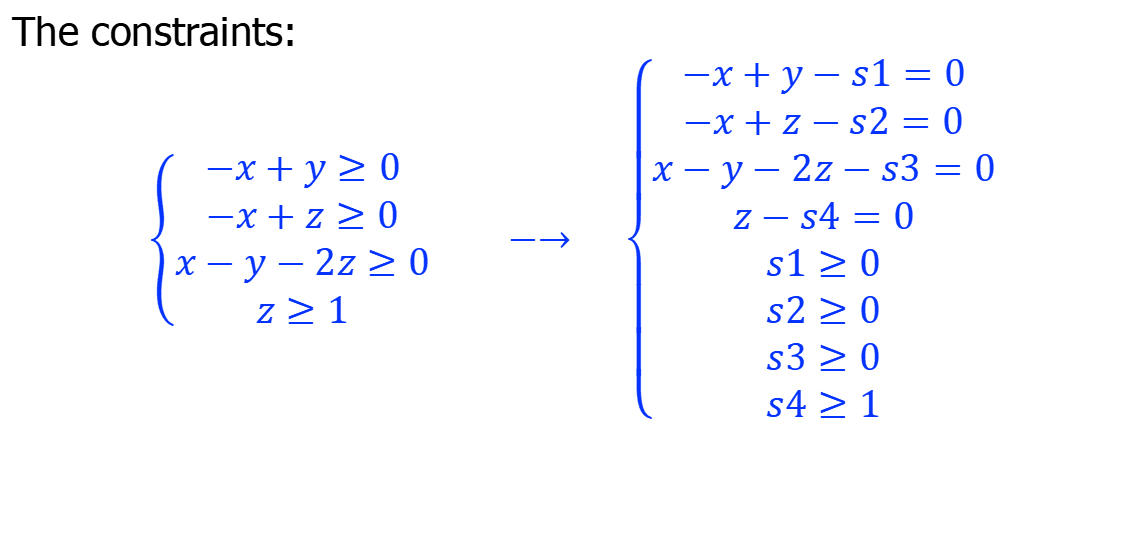 The constraints:
−x + y ≥ 0
−x + z ≥ 0
x − y − 2z ≥ 0
z ≥ 1
−→
−x + y − s1 = 0
−x + z − s2 = 0
x − y − 2z − s3 = 0
z − s4 = 0
s1 ≥ 0
s2 ≥ 0
s3 ≥ 0
s4 ≥ 1